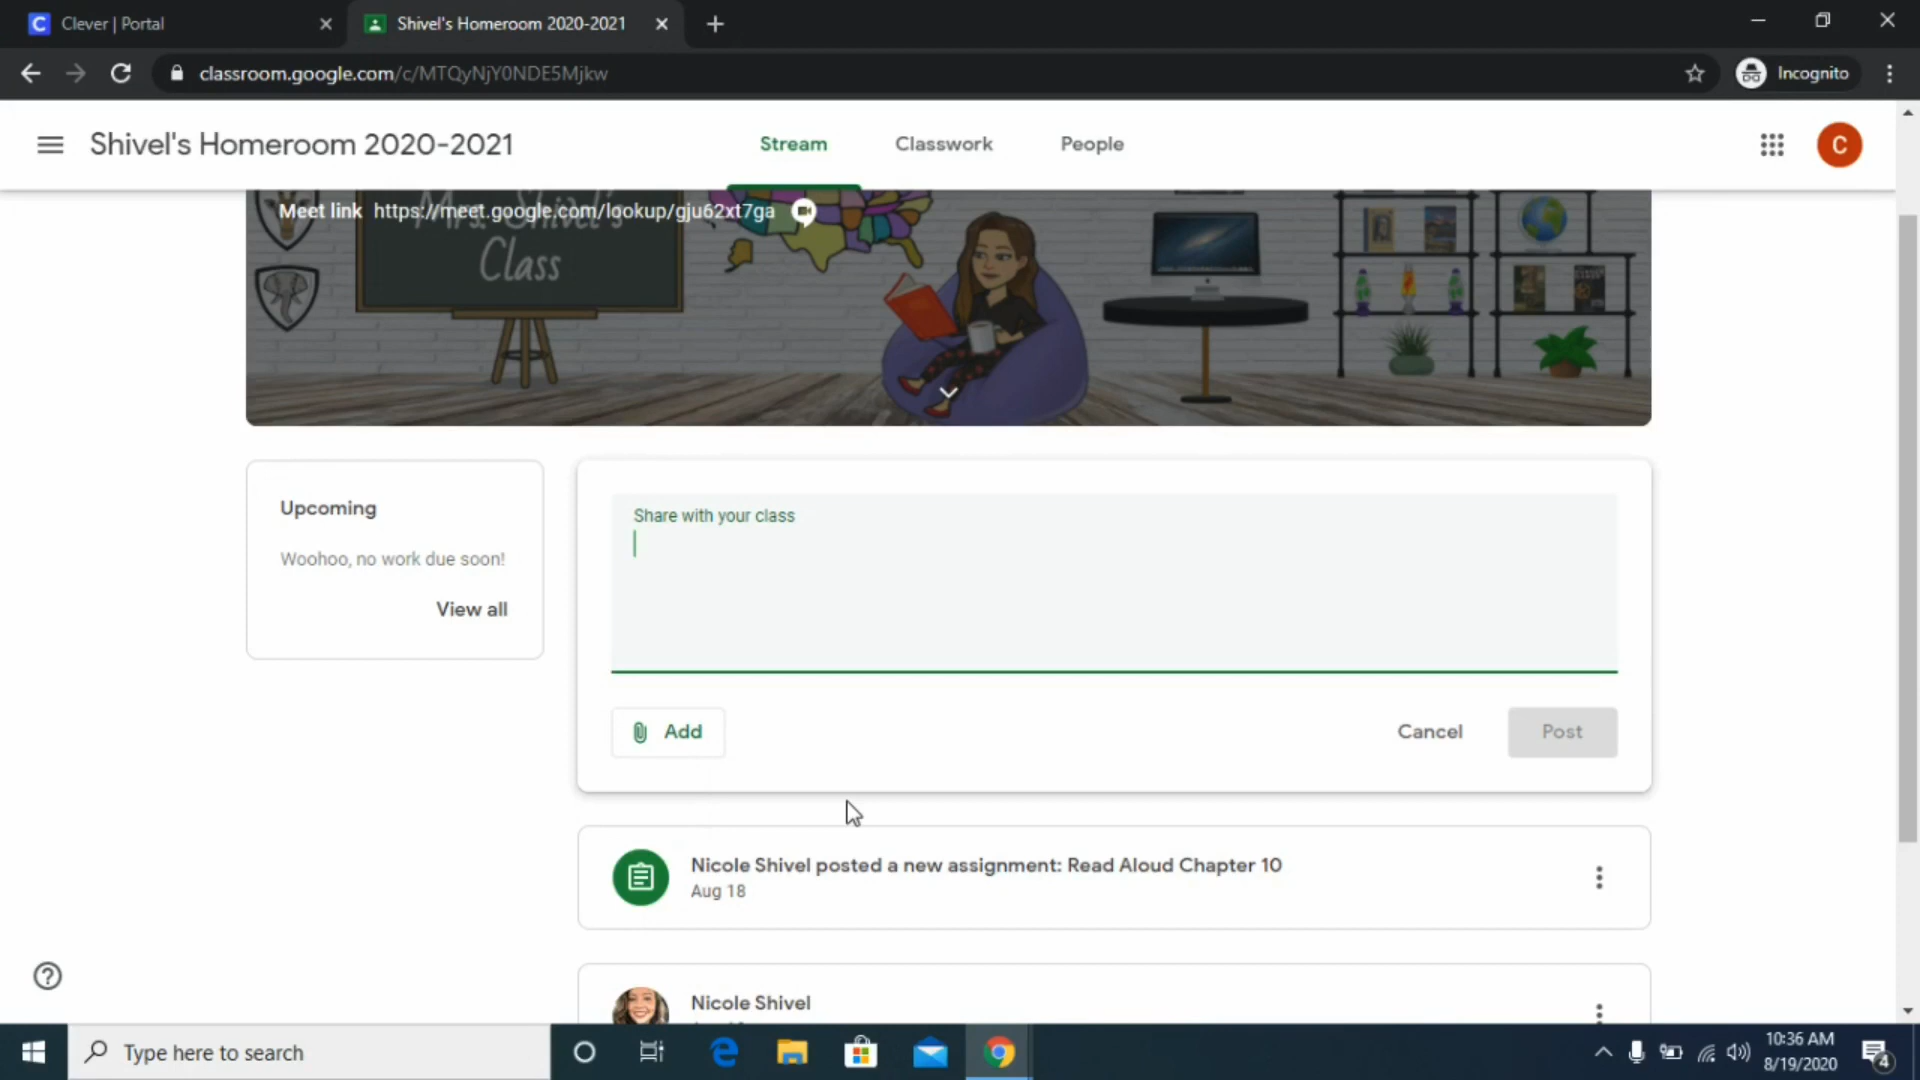 Clever | Portal
Shivel's Homeroom 2020-2021
classroom.google.com/c/MTQyNjY0NDE5Mjkw
Incognito
Shivel's Homeroom 2020-2021
Stream
Classwork
People
C
Meet link https://meet.google.com/lookup/gju62xt7ga
Mrs. Shivel's
Class
Upcoming
Woohoo, no work due soon!
View all
Share with your class
Add
Cancel
Post
Nicole Shivel posted a new assignment: Read Aloud Chapter 10
Aug 18
Nicole Shivel
Type here to search
10:36 AM
8/19/2020
4